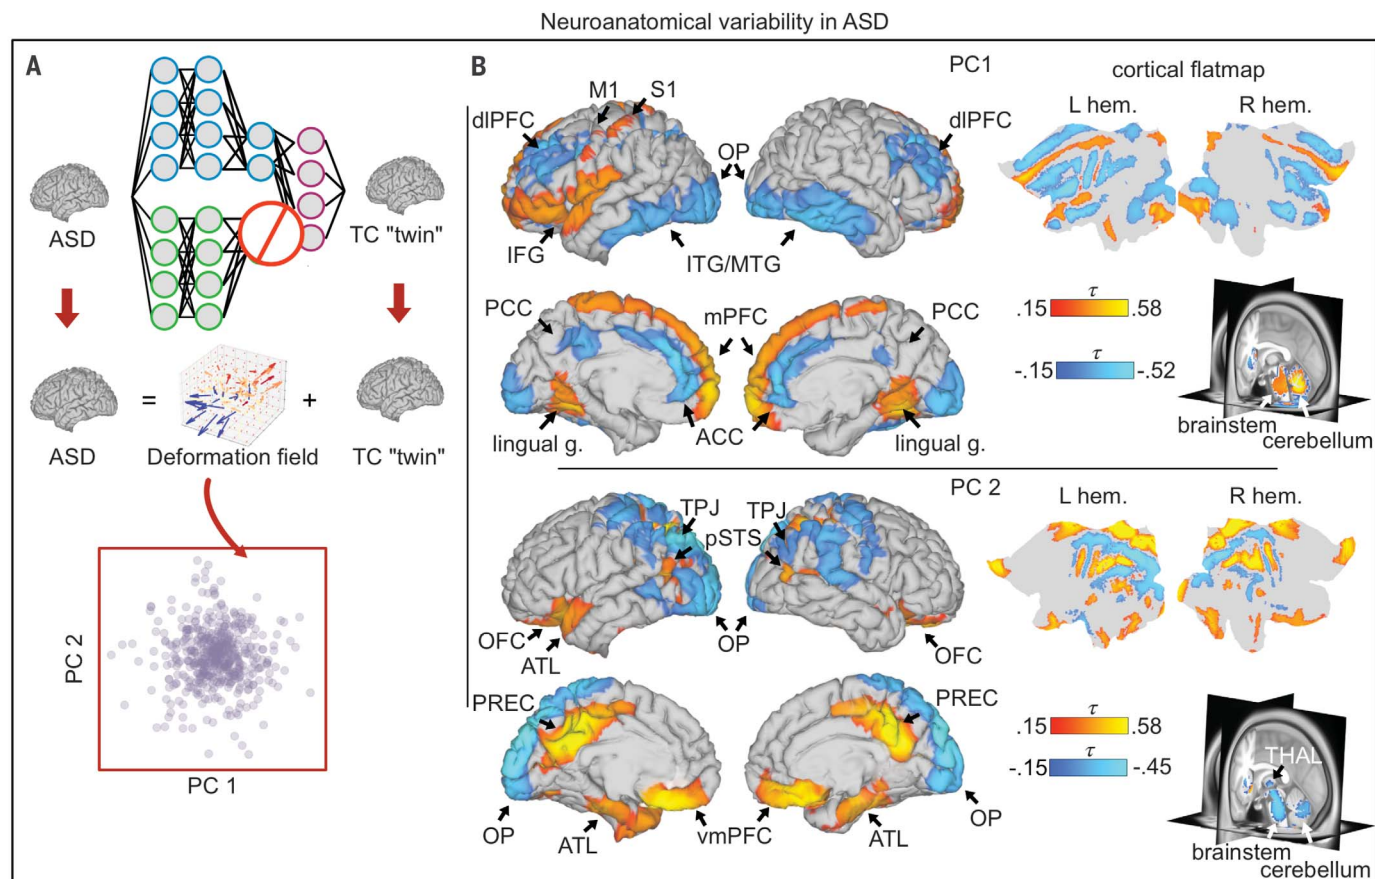 Neuroanatomical variability in ASD
A
ASD
TC "twin"
ASD
=
Deformation field
+
TC "twin"
PC 2
PC 1
B
PC1
cortical flatmap
L hem.
R hem.
M1
S1
dlPFC
dlPFC
OP
IFG
ITG/MTG
PCC
mPFC
PCC
lingual g.
ACC
lingual g.
.15
τ
.58
-.15
τ
-.52
brainstem
cerebellum
PC 2
L hem.
R hem.
TPJ
TPJ
pSTS
OFC
ATL
OP
OFC
PREC
PREC
OP
ATL
vmPFC
ATL
OP
.15
τ
.58
-.15
τ
-.45
THAL
brainstem
cerebellum